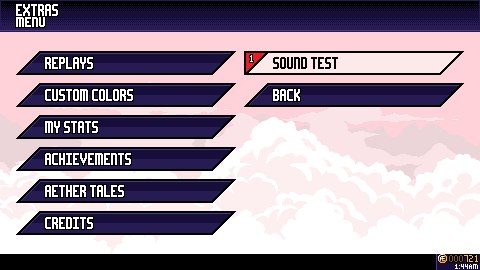 EXTRAS
MENU
REPLAYS
CUSTOM COLORS
MY STATS
ACHIEVEMENTS
AETHER TALES
CREDITS
1
SOUND TEST
BACK
000721
1:44AM